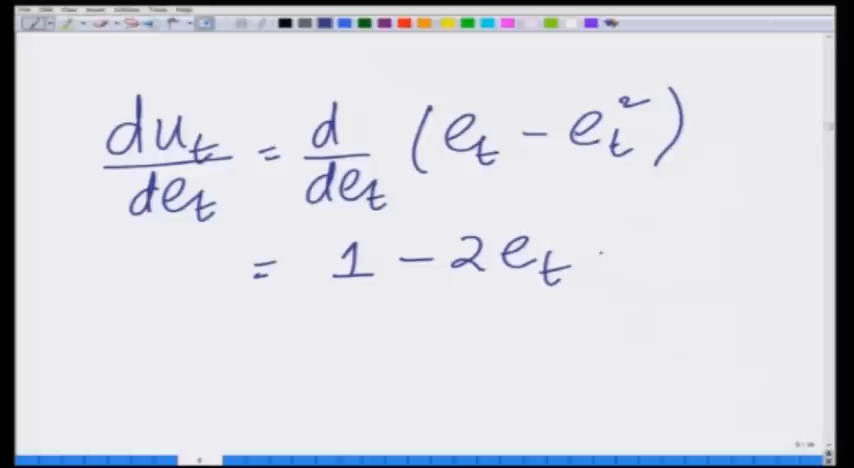 du_t/de_t = d/de_t (e_t - e_t^2)
= 1 - 2e_t